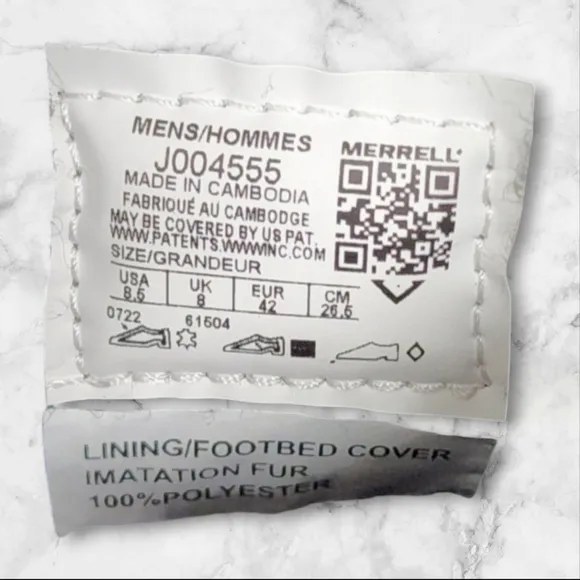 MENS/HOMMES
MERRELL
J004555
MADE IN CAMBODIA
FABRIQUÉ AU CAMBODGE
MAY BE COVERED BY US PAT.
WWW.PATENTS.WWWINC.COM
SIZE/GRANDEUR
USA UK EUR CM
8.5 8 42 26.5
0722 61504
LINING/FOOTBED COVER
IMATATION FUR
100%POLYESTER